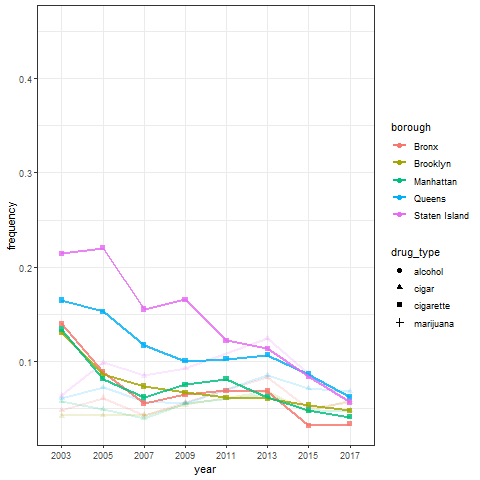 0.4
0.3
0.2
0.1
frequency
2003 2005 2007 2009 2011 2013 2015 2017
year
borough
Bronx
Brooklyn
Manhattan
Queens
Staten Island
drug_type
alcohol
cigar
cigarette
marijuana